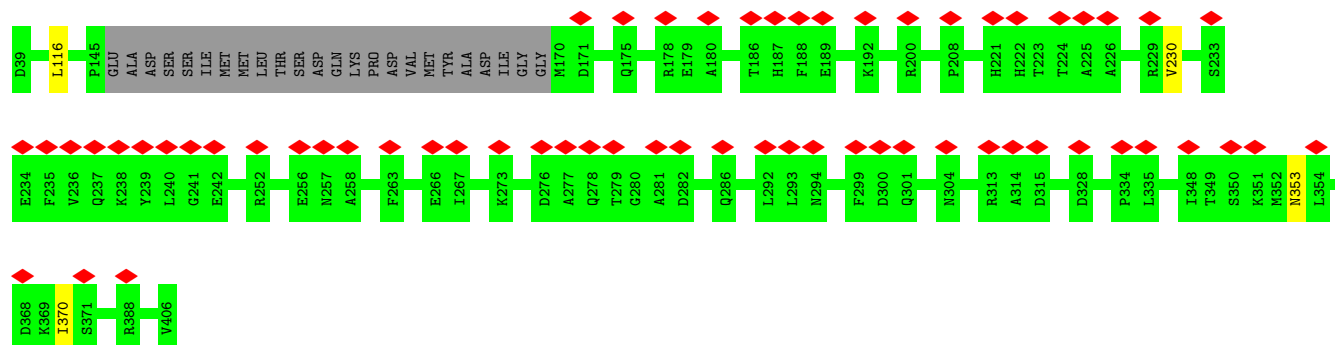 D39 L116 P145 GLU ALA ASP SER SER ILE MET MET LEU THR SER ASP GLN LYS PRO ASP VAL MET TYR ALA ASP ILE GLY GLY M170 D171 Q175 R178 E179 A180 T186 H187 F188 E189 K192 R200 P208 H221 H222 T223 T224 A225 A226 R229 V230 S233
E234 F235 V236 Q237 K238 Y239 L240 G241 E242 R252 E256 N257 A258 F263 E266 I267 K273 D276 A277 Q278 T279 G280 A281 D282 Q286 L292 L293 N294 F299 D300 Q301 N304 R313 A314 D315 D328 P334 L335 I348 T349 S350 K351 M352 N353 L354
D368 K369 I370 S371 R388 V406